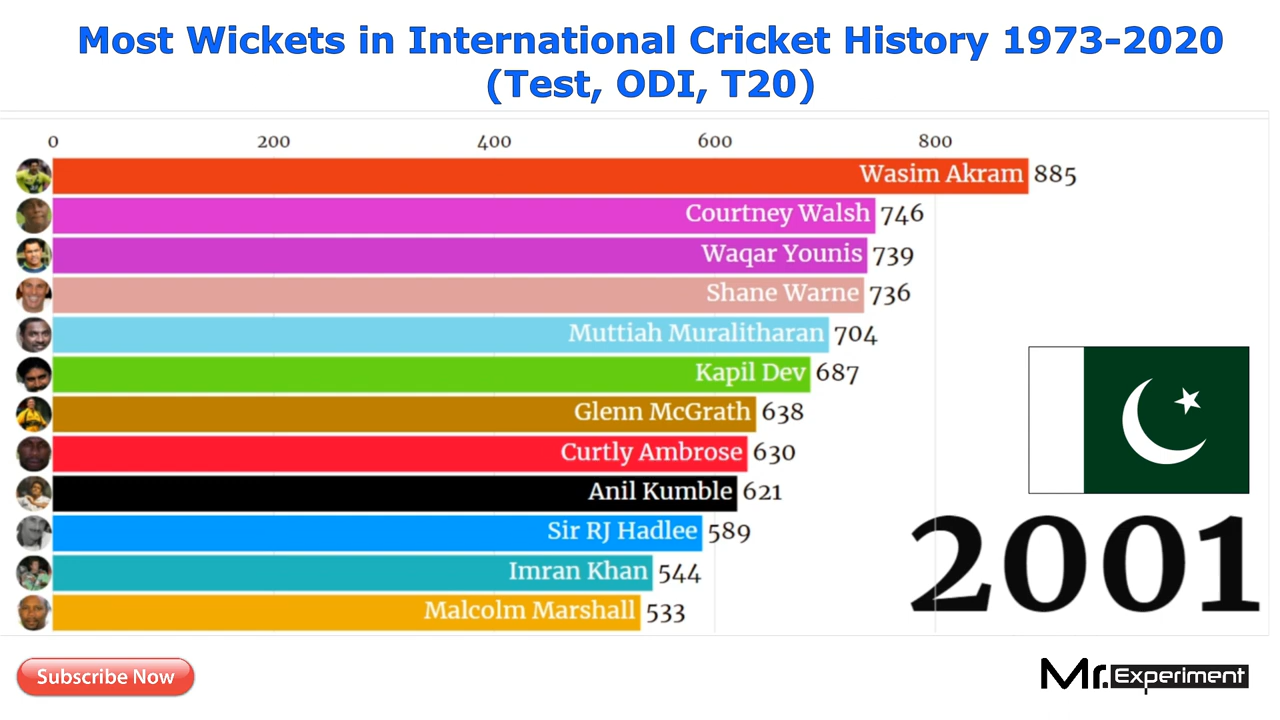 Most Wickets in International Cricket History 1973-2020
(Test, ODI, T20)
0 200 400 600 800
Wasim Akram 885
Courtney Walsh 746
Waqar Younis 739
Shane Warne 736
Muttiah Muralitharan 704
Kapil Dev 687
Glenn McGrath 638
Curtly Ambrose 630
Anil Kumble 621
Sir RJ Hadlee 589
Imran Khan 544
Malcolm Marshall 533
2001
Subscribe Now
Mr. Experiment